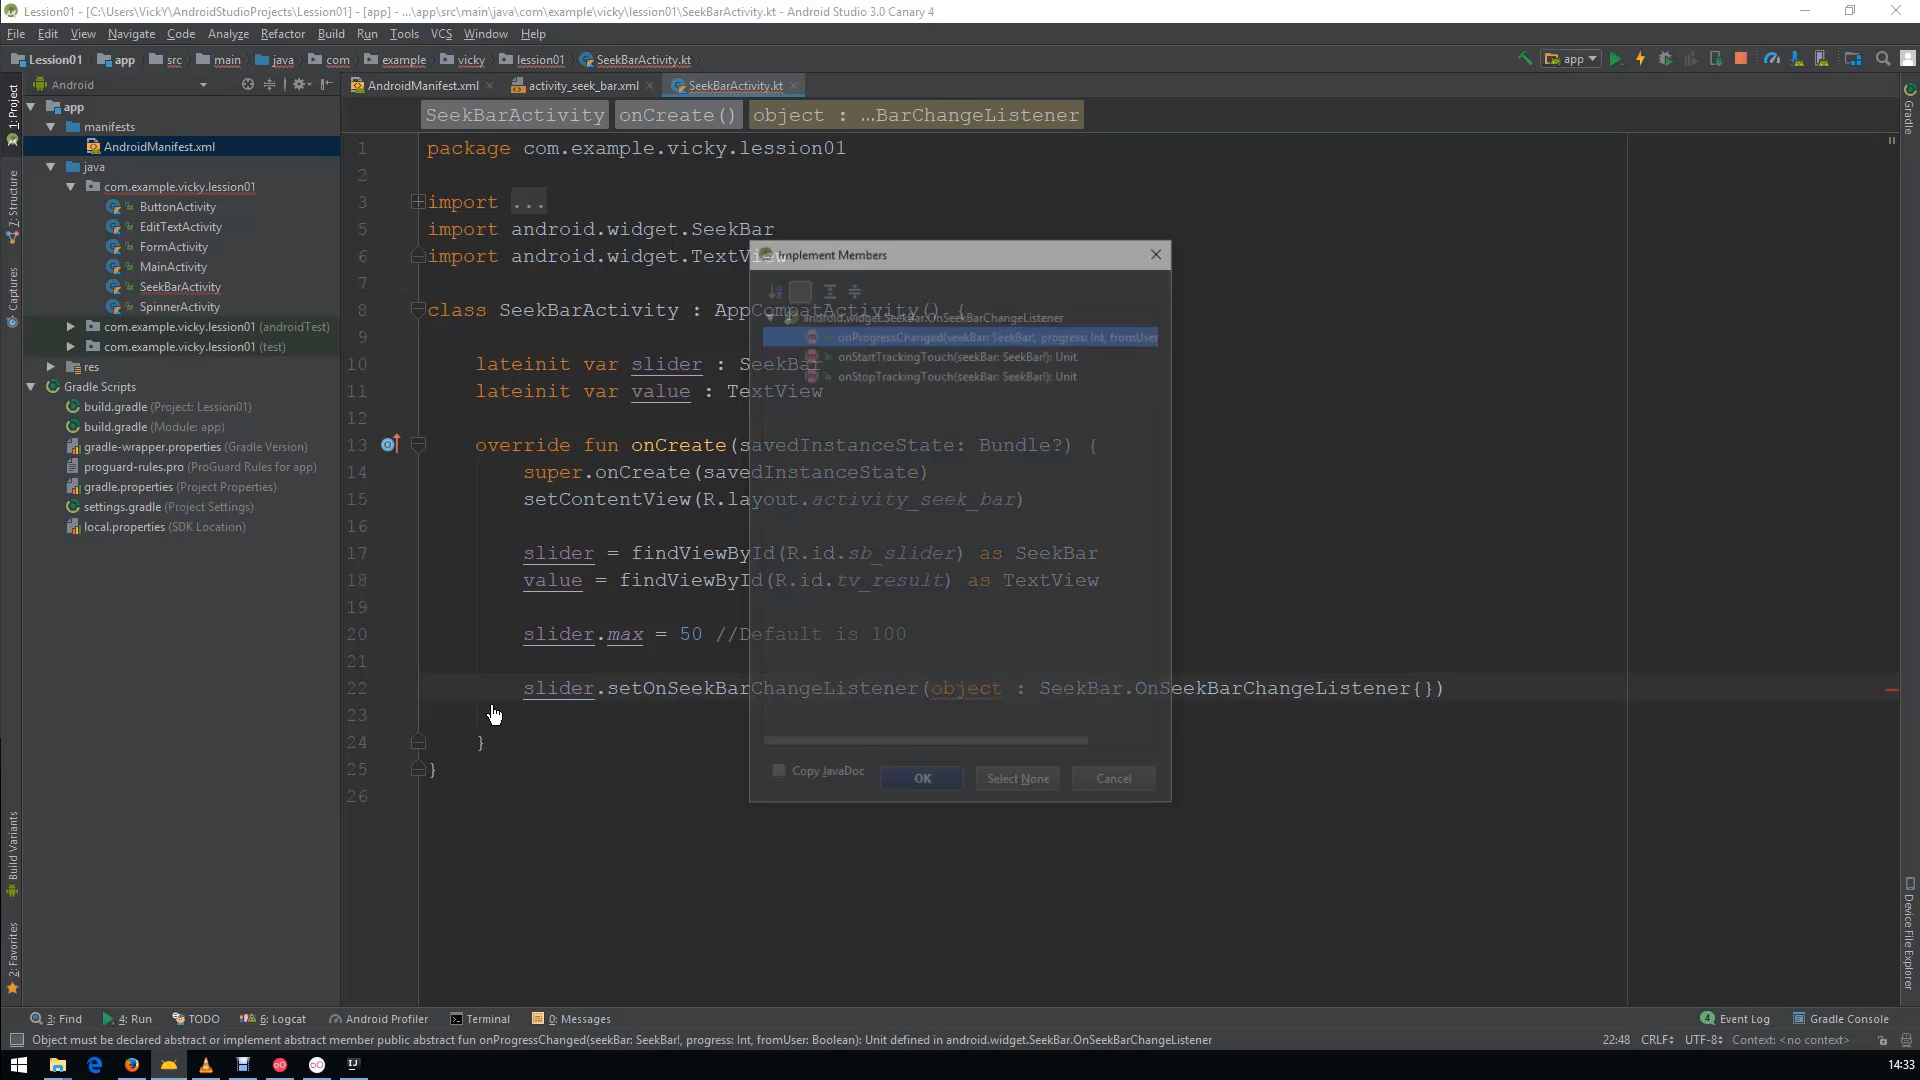 Lession01 - [C:\Users\VickY\AndroidStudioProjects\Lession01] - [app] - ...\app\src\main\java\com\example\vicky\lession01\SeekBarActivity.kt - Android Studio 3.0 Canary 4
File Edit View Navigate Code Analyze Refactor Build Run Tools VCS Window Help
Lession01 app src main java com example vicky lession01 SeekBarActivity.kt app
Android AndroidManifest.xml activity_seek_bar.xml SeekBarActivity.kt
SeekBarActivity onCreate() object : ...BarChangeListener
1: Project
7: Structure
Captures
Build Variants
2: Favorites
app
manifests
AndroidManifest.xml
java
com.example.vicky.lession01
ButtonActivity
EditTextActivity
FormActivity
MainActivity
SeekBarActivity
SpinnerActivity
com.example.vicky.lession01 (androidTest)
com.example.vicky.lession01 (test)
res
Gradle Scripts
build.gradle (Project: Lession01)
build.gradle (Module: app)
gradle-wrapper.properties (Gradle Version)
proguard-rules.pro (ProGuard Rules for app)
gradle.properties (Project Properties)
settings.gradle (Project Settings)
local.properties (SDK Location)
1 package com.example.vicky.lession01
2
3 import ...
5 import android.widget.SeekBar
6 import android.widget.TextView
7
8 class SeekBarActivity : AppCompatActivity() {
10 lateinit var slider : SeekBar
11 lateinit var value : TextView
12
13 override fun onCreate(savedInstanceState: Bundle?) {
14 super.onCreate(savedInstanceState)
15 setContentView(R.layout.activity_seek_bar)
16
17 slider = findViewById(R.id.sb_slider) as SeekBar
18 value = findViewById(R.id.tv_result) as TextView
19
20 slider.max = 50 //Default is 100
21
22 slider.setOnSeekBarChangeListener(object : SeekBar.OnSeekBarChangeListener{})
23
24 }
25 }
26
Implement Members
android.widget.SeekBar.OnSeekBarChangeListener
onProgressChanged(seekBar: SeekBar!, progress: Int, fromUser
onStartTrackingTouch(seekBar: SeekBar!): Unit
onStopTrackingTouch(seekBar: SeekBar!): Unit
Copy JavaDoc OK Select None Cancel
Gradle
Device File Explorer
3: Find 4: Run TODO 6: Logcat Android Profiler Terminal 0: Messages 4 Event Log Gradle Console
Object must be declared abstract or implement abstract member public abstract fun onProgressChanged(seekBar: SeekBar!, progress: Int, fromUser: Boolean): Unit defined in android.widget.SeekBar.OnSeekBarChangeListener 22:48 CRLF UTF-8 Context: <no context>
14:33